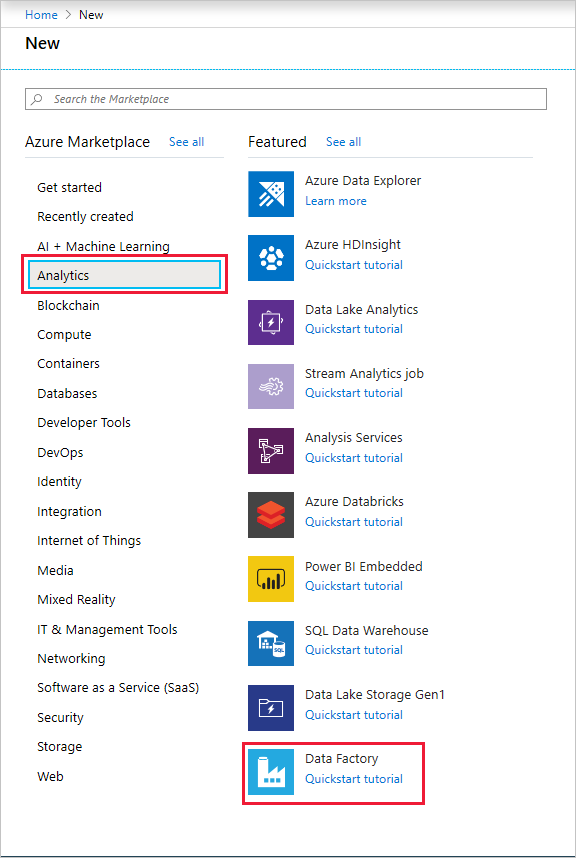 Home > New
New
Search the Marketplace
Azure Marketplace See all
Get started
Recently created
AI + Machine Learning
Analytics
Blockchain
Compute
Containers
Databases
Developer Tools
DevOps
Identity
Integration
Internet of Things
Media
Mixed Reality
IT & Management Tools
Networking
Software as a Service (SaaS)
Security
Storage
Web
Featured See all
Azure Data Explorer
Learn more
Azure HDInsight
Quickstart tutorial
Data Lake Analytics
Quickstart tutorial
Stream Analytics job
Quickstart tutorial
Analysis Services
Quickstart tutorial
Azure Databricks
Quickstart tutorial
Power BI Embedded
Quickstart tutorial
SQL
SQL Data Warehouse
Quickstart tutorial
Data Lake Storage Gen1
Quickstart tutorial
Data Factory
Quickstart tutorial